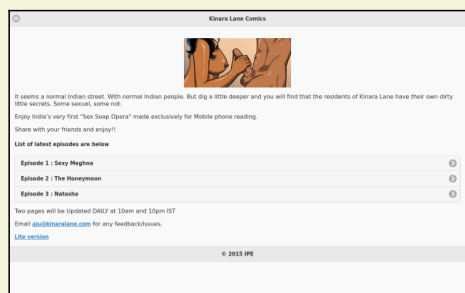 Kinara Lane Comics
It seems a normal Indian street. With normal Indian people. But dig a little deeper and you will find that the residents of Kinara Lane have their own dirty
little secrets. Some sexual, some not.
Enjoy India's very first "Sex Soap Opera" made exclusively for Mobile phone reading.
Share with your friends and enjoy!!
List of latest episodes are below
Episode 1 : Sexy Meghna
Episode 2 : The Honeymoon
Episode 3 : Natasha
Two pages will be Updated DAILY at 10am and 10pm IST
Email aju@kinaralane.com for any feedback/issues.
Lite version
© 2015 IPE